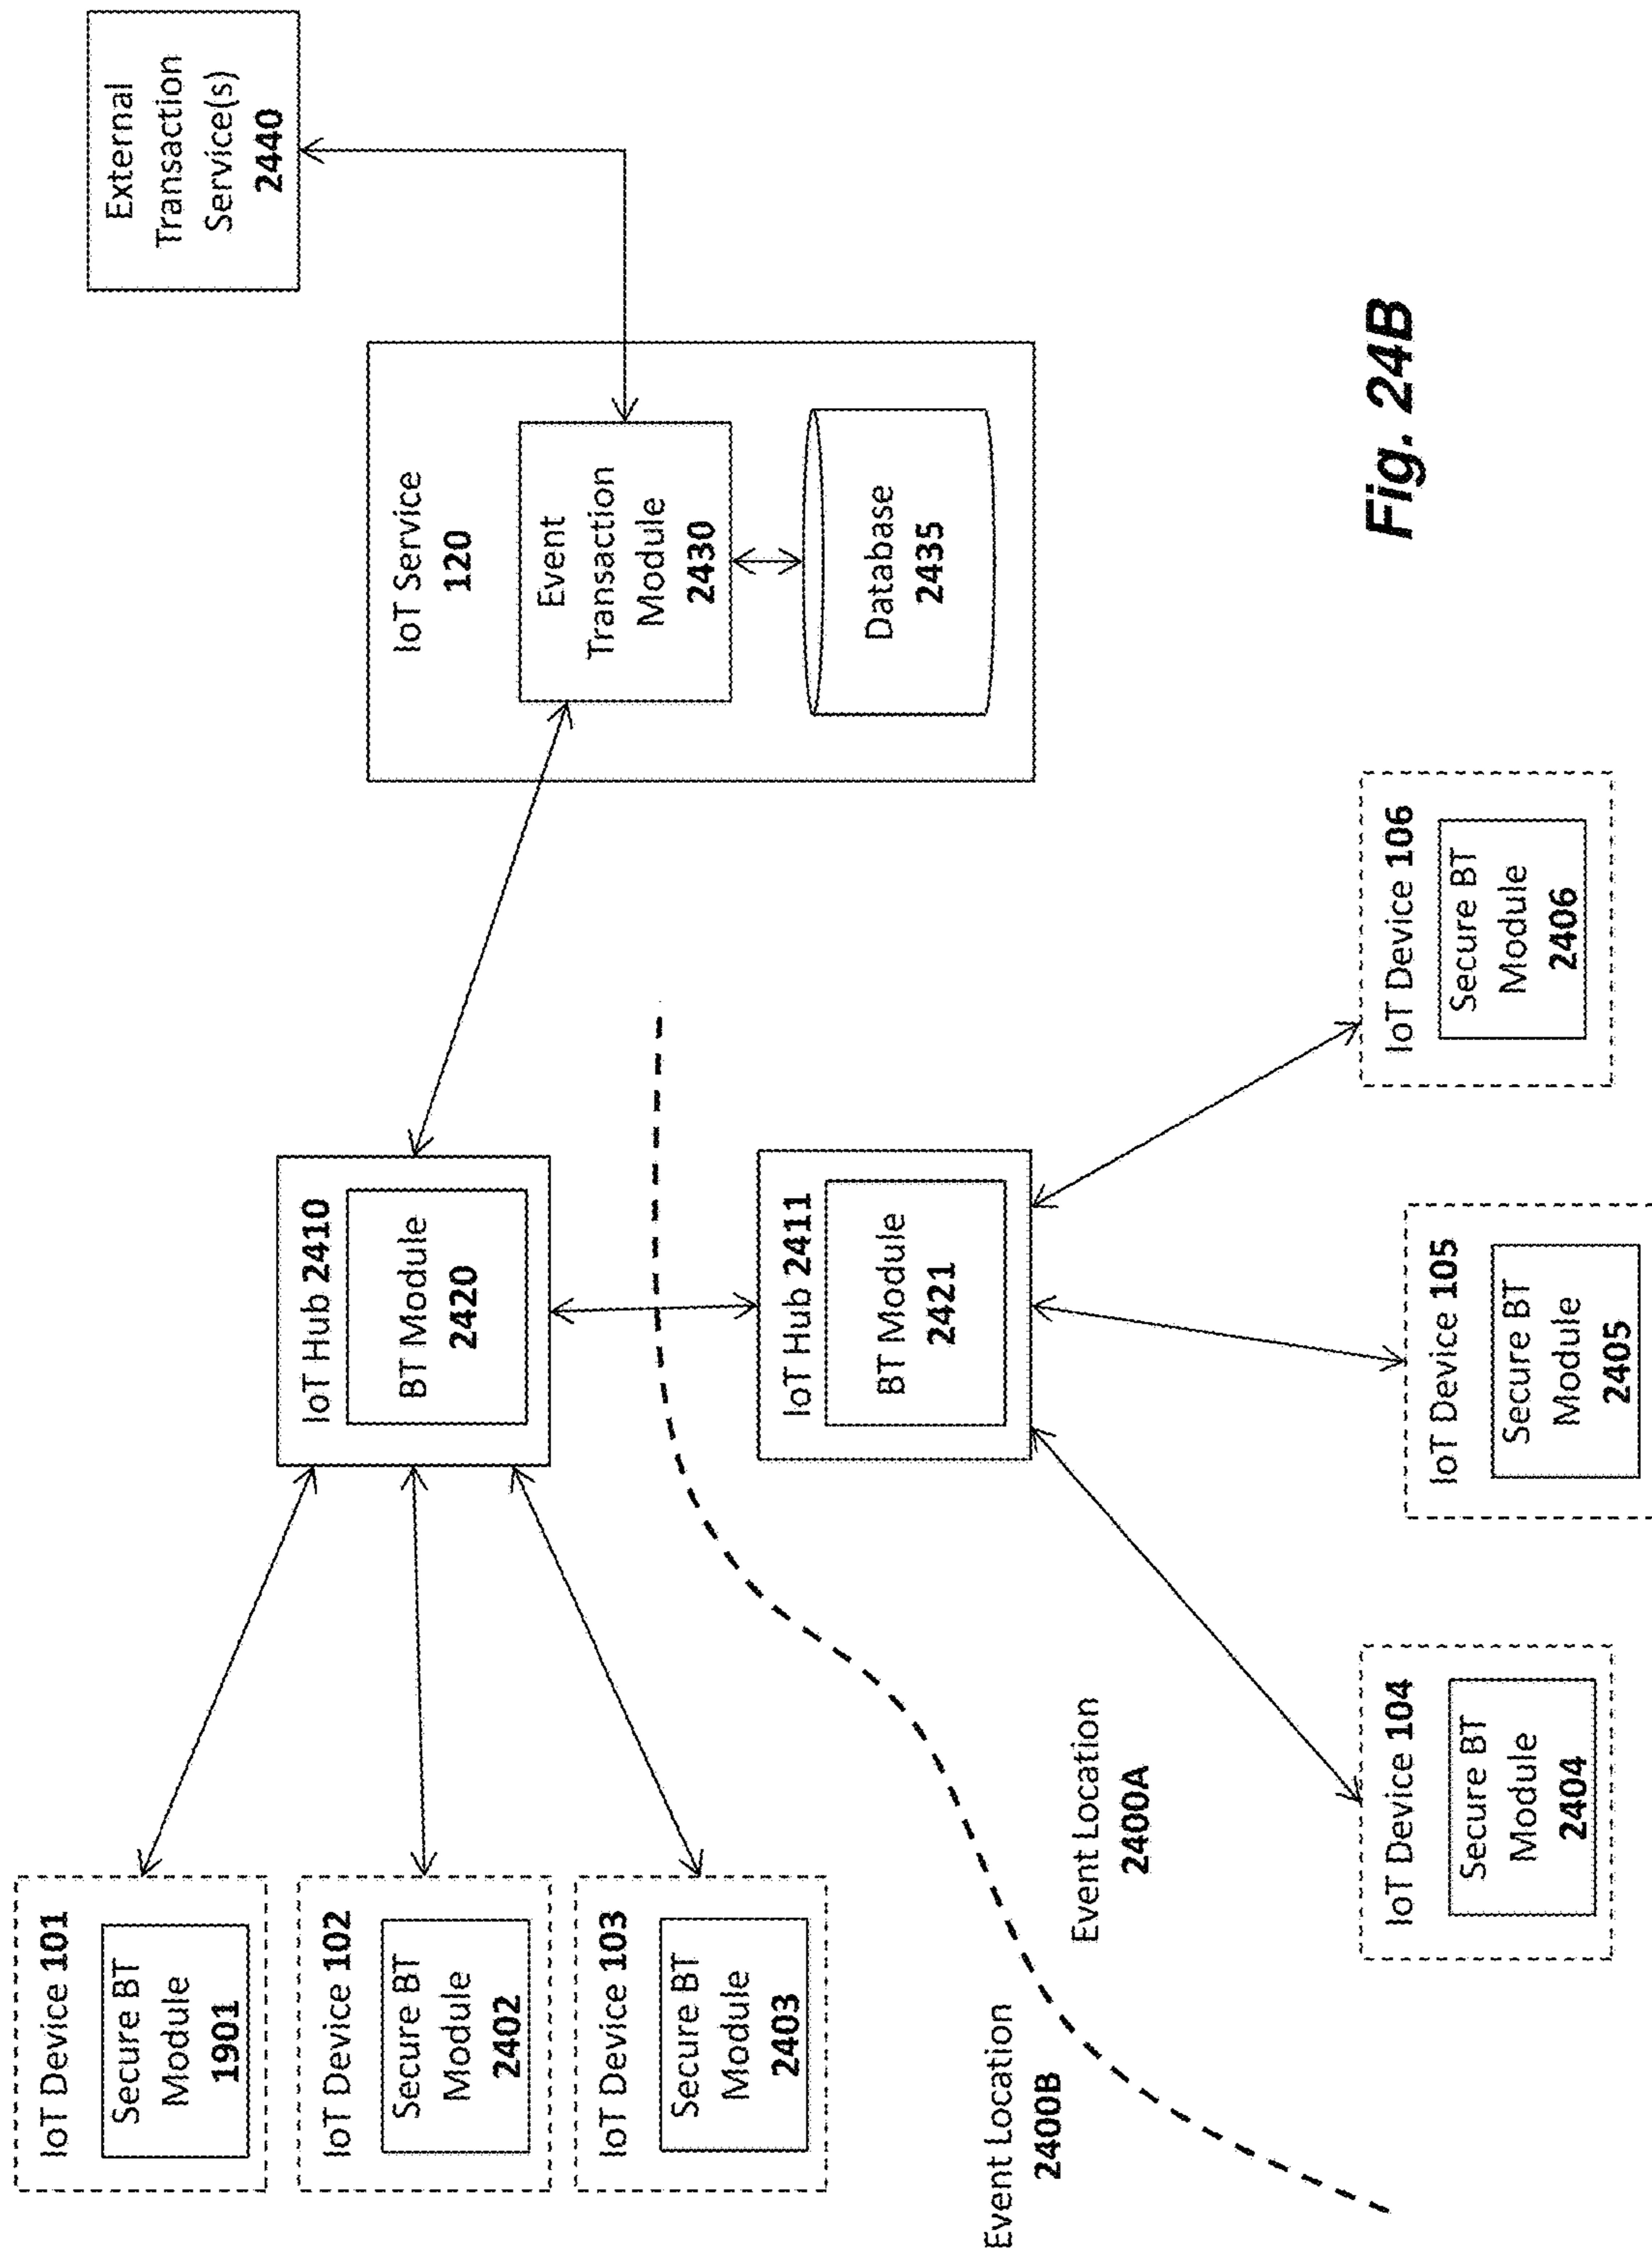 IoT Device 101
Secure BT
Module
1901
IoT Device 102
Secure BT
Module
2402
IoT Device 103
Secure BT
Module
2403
IoT Hub 2410
BT Module
2420
External
Transaction
Service(s)
2440
IoT Service
120
Event
Transaction
Module
2430
Database
2435
Event Location
2400B
Event Location
2400A
IoT Hub 2411
BT Module
2421
IoT Device 104
Secure BT
Module
2404
IoT Device 105
Secure BT
Module
2405
IoT Device 106
Secure BT
Module
2406
Fig. 24B